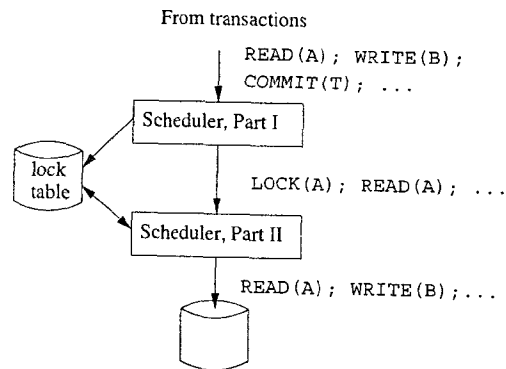 From transactions
READ(A); WRITE(B);
COMMIT(T); ...
Scheduler, Part I
lock
table
LOCK(A); READ(A); ...
Scheduler, Part II
READ(A); WRITE(B);...